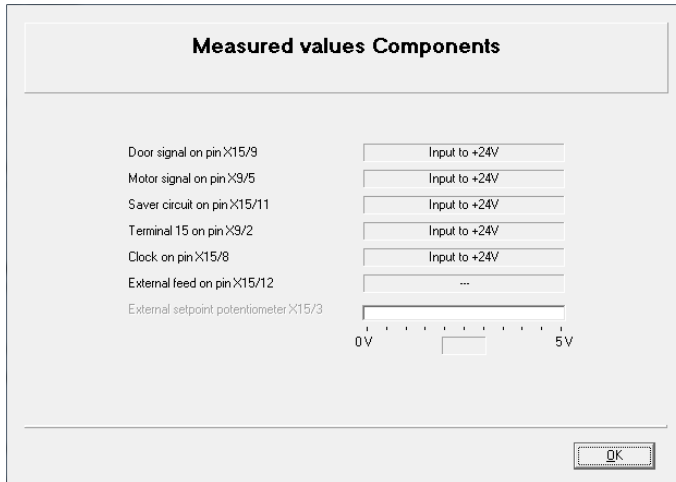 Measured values Components
Door signal on pin X15/9 Input to +24V
Motor signal on pin X9/5 Input to +24V
Saver circuit on pin X15/11 Input to +24V
Terminal 15 on pin X9/2 Input to +24V
Clock on pin X15/8 Input to +24V
External feed on pin X15/12 ---
External setpoint potentiometer X15/3
0 V 5 V
OK